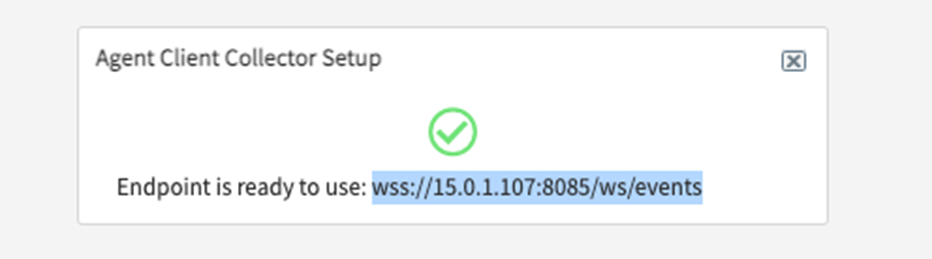 Agent Client Collector Setup
Endpoint is ready to use: wss://15.0.1.107:8085/ws/events